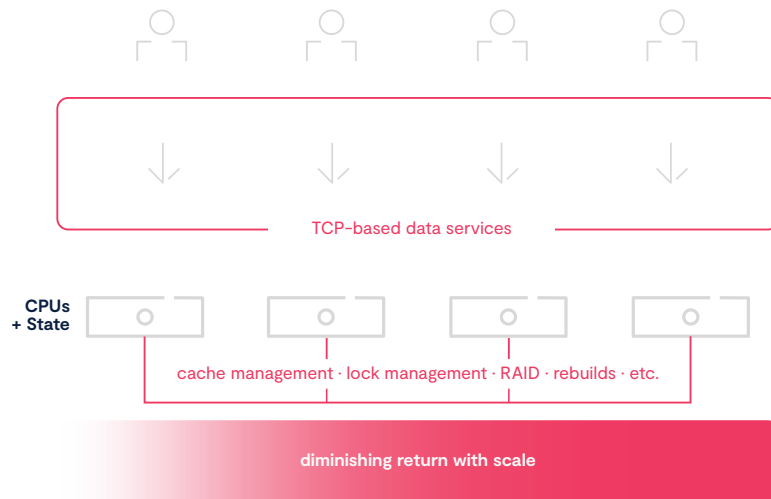 TCP-based data services
CPUs
+ State
cache management · lock management · RAID · rebuilds · etc.
diminishing return with scale